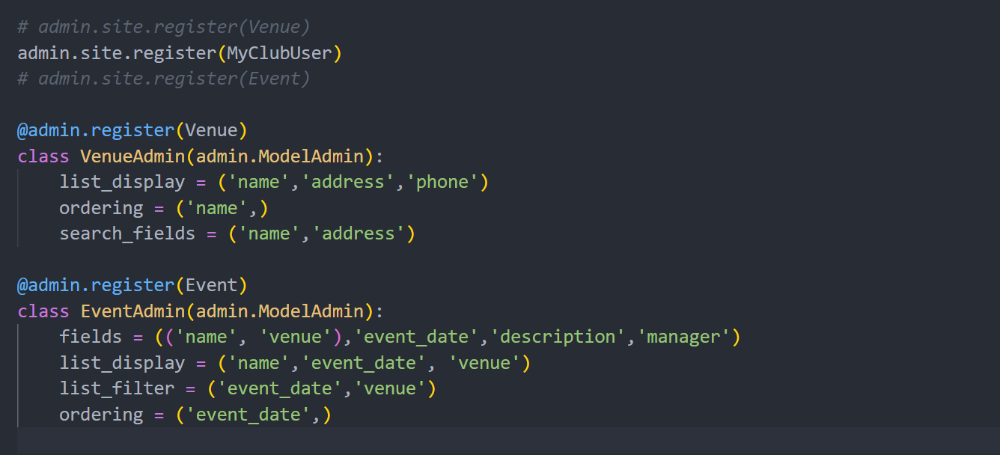 # admin.site.register(Venue)
admin.site.register(MyClubUser)
# admin.site.register(Event)
@admin.register(Venue)
class VenueAdmin(admin.ModelAdmin):
    list_display = ('name','address','phone')
    ordering = ('name',)
    search_fields = ('name','address')
@admin.register(Event)
class EventAdmin(admin.ModelAdmin):
    fields = (('name', 'venue'),'event_date','description','manager')
    list_display = ('name','event_date', 'venue')
    list_filter = ('event_date','venue')
    ordering = ('event_date',)